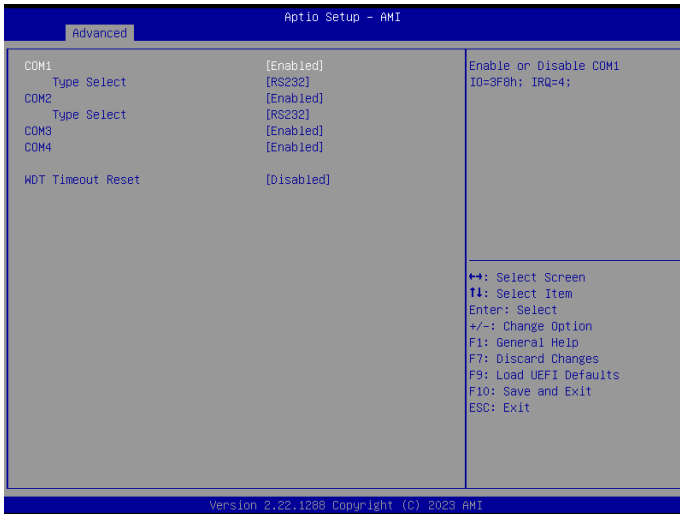 Aptio Setup – AMI
Advanced
COM1 [Enabled]
Type Select [RS232]
COM2 [Enabled]
Type Select [RS232]
COM3 [Enabled]
COM4 [Enabled]
WDT Timeout Reset [Disabled]
Enable or Disable COM1
IO=3F8h; IRQ=4;
↔: Select Screen
↑↓: Select Item
Enter: Select
+/-: Change Option
F1: General Help
F7: Discard Changes
F9: Load UEFI Defaults
F10: Save and Exit
ESC: Exit
Version 2.22.1288 Copyright (C) 2023 AMI